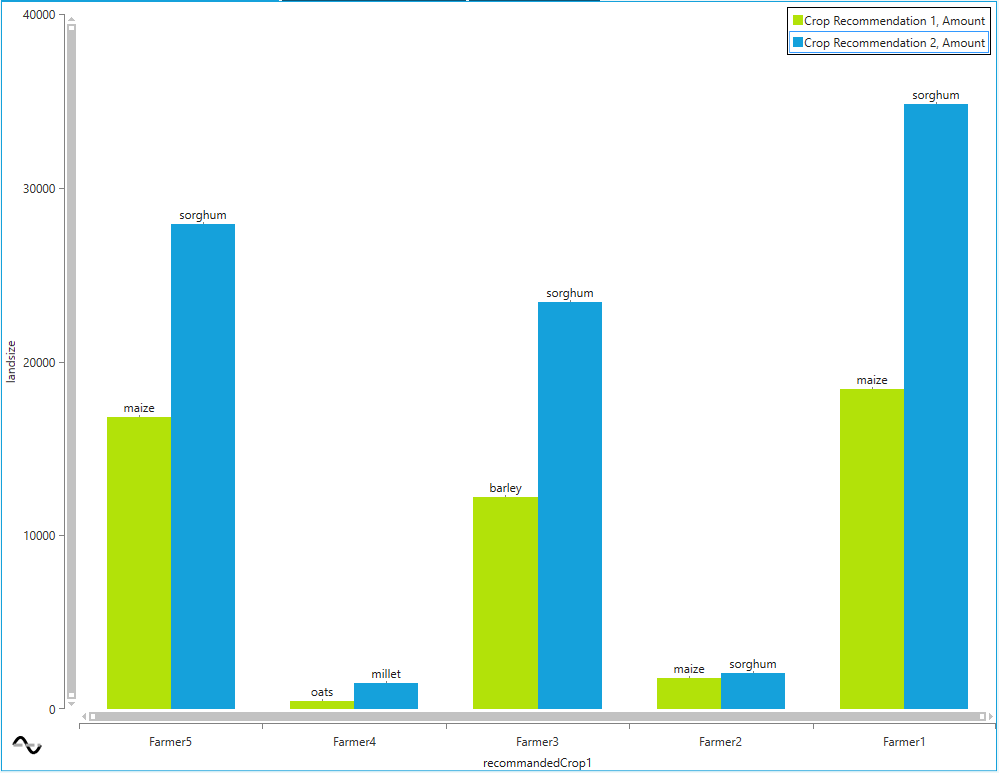 40000
Crop Recommendation 1, Amount
Crop Recommendation 2, Amount
sorghum
30000
sorghum
sorghum
landsize
20000
maize
maize
barley
10000
maize
sorghum
millet
oats
0
Farmer5
Farmer4
Farmer3
Farmer2
Farmer1
recommandedCrop1